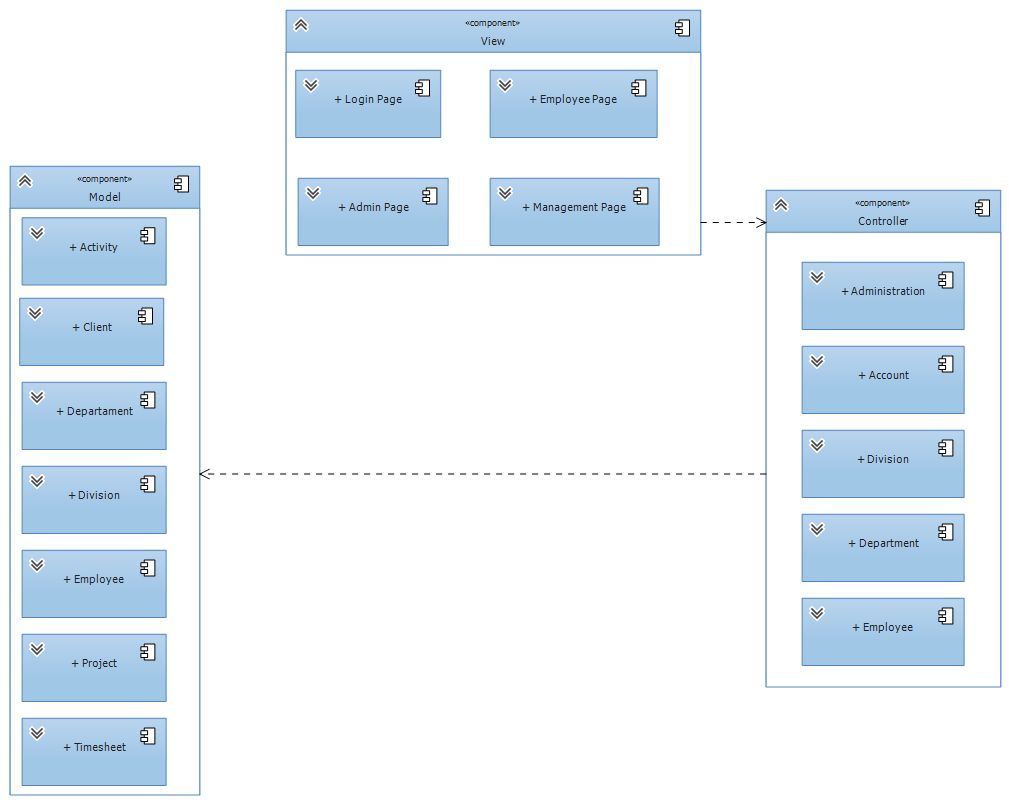 «component»
View
+ Login Page
+ Employee Page
+ Admin Page
+ Management Page
«component»
Model
+ Activity
+ Client
+ Departament
+ Division
+ Employee
+ Project
+ Timesheet
«component»
Controller
+ Administration
+ Account
+ Division
+ Department
+ Employee